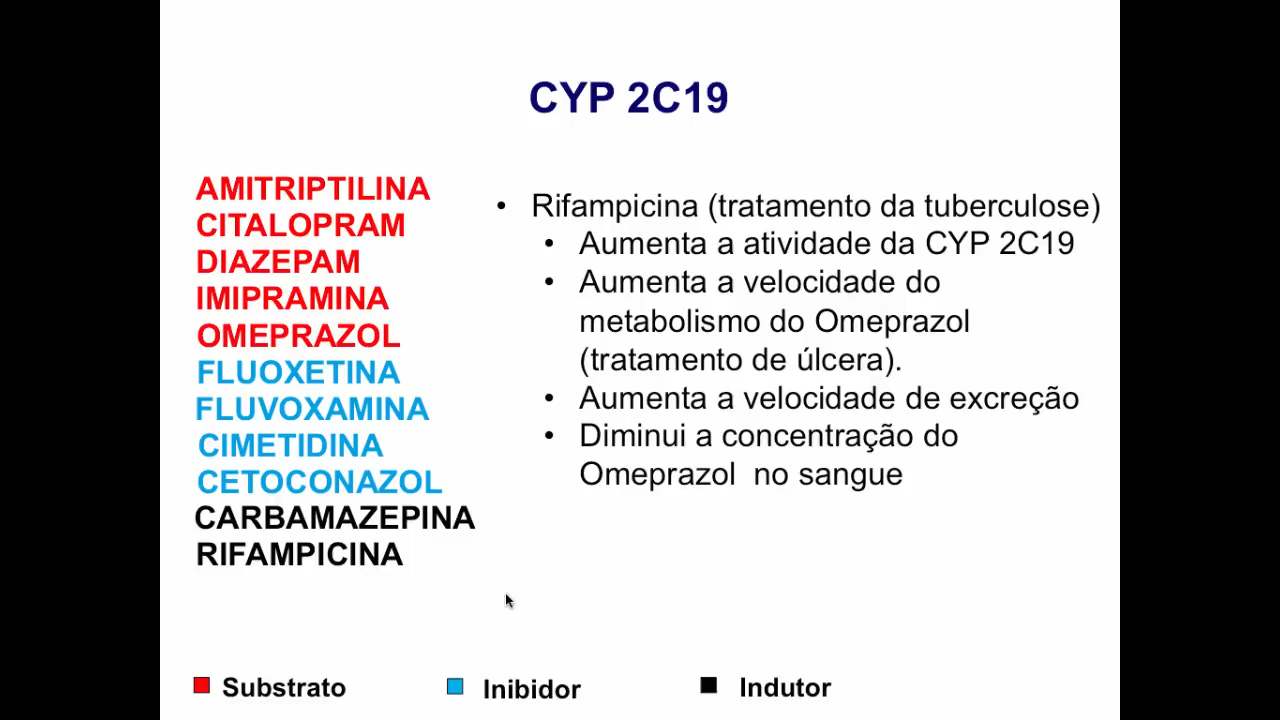 CYP 2C19
AMITRIPTILINA
CITALOPRAM
DIAZEPAM
IMIPRAMINA
OMEPRAZOL
FLUOXETINA
FLUVOXAMINA
CIMETIDINA
CETOCONAZOL
CARBAMAZEPINA
RIFAMPICINA
• Rifampicina (tratamento da tuberculose)
• Aumenta a atividade da CYP 2C19
• Aumenta a velocidade do
metabolismo do Omeprazol
(tratamento de úlcera).
• Aumenta a velocidade de excreção
• Diminui a concentração do
Omeprazol no sangue
Substrato
Inibidor
Indutor